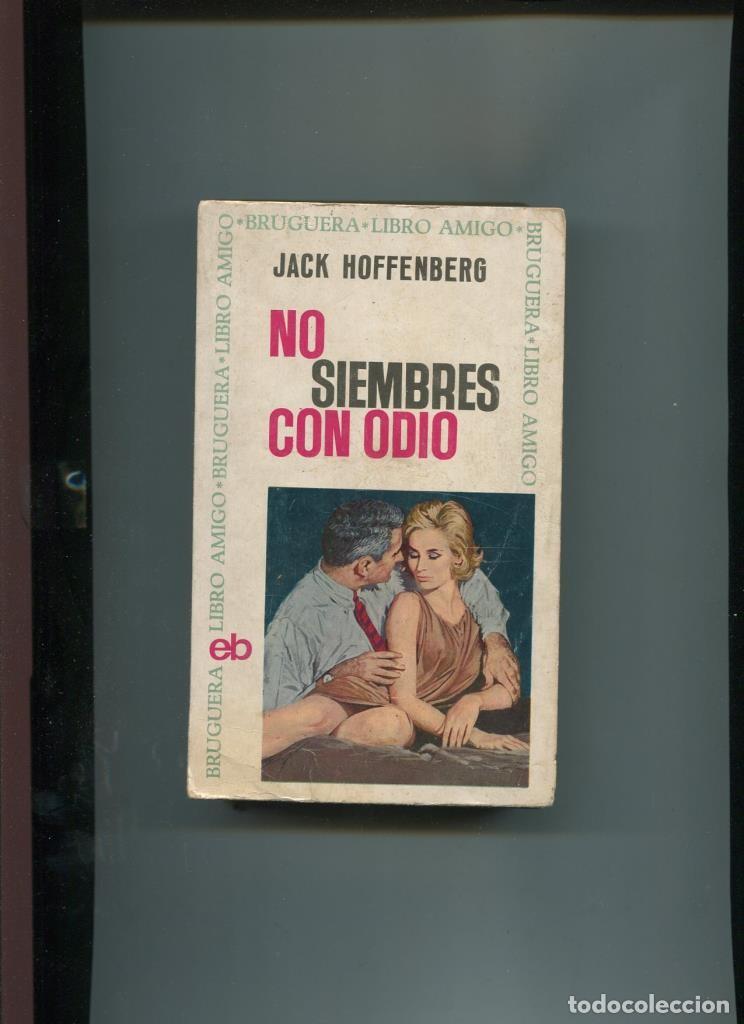 *BRUGUERA*LIBRO AMIGO*
BRUGUERA*LIBRO AMIGO
BRUGUERA LIBRO AMIGO*BRUGUERA*LIBRO AMIGO
JACK HOFFENBERG
NO
SIEMBRES
CON ODIO
eb
todocoleccion